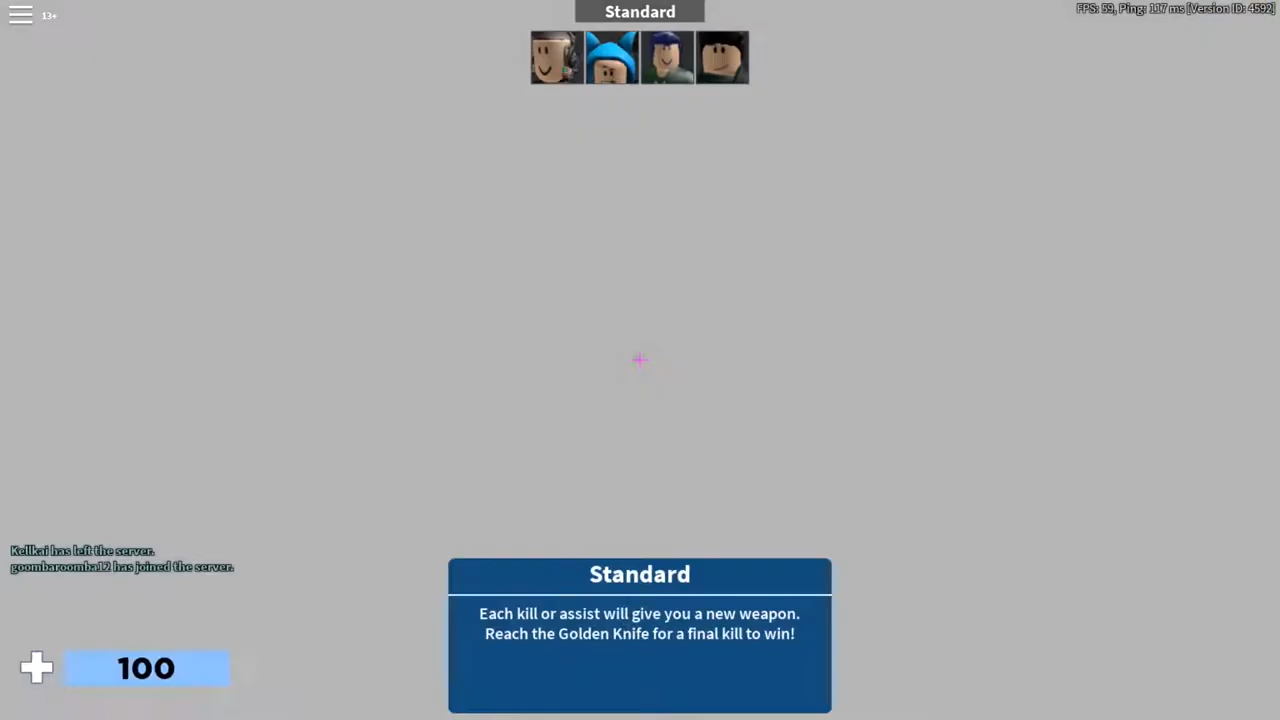 13+
Standard
FPS: 59, Ping: 117 ms [Version ID: 4592]
Kellkai has left the server.
goombaroomba12 has joined the server.
Standard
Each kill or assist will give you a new weapon.
Reach the Golden Knife for a final kill to win!
100